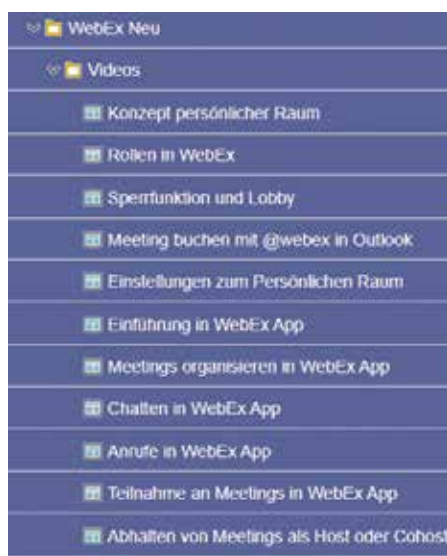 WebEx Neu
Videos
Konzept persönlicher Raum
Rollen in WebEx
Sperrfunktion und Lobby
Meeting buchen mit @webex in Outlook
Einstellungen zum Persönlichen Raum
Einführung in WebEx App
Meetings organisieren in WebEx App
Chatten in WebEx App
Anrufe in WebEx App
Teilnahme an Meetings in WebEx App
Abhalten von Meetings als Host oder Cohost